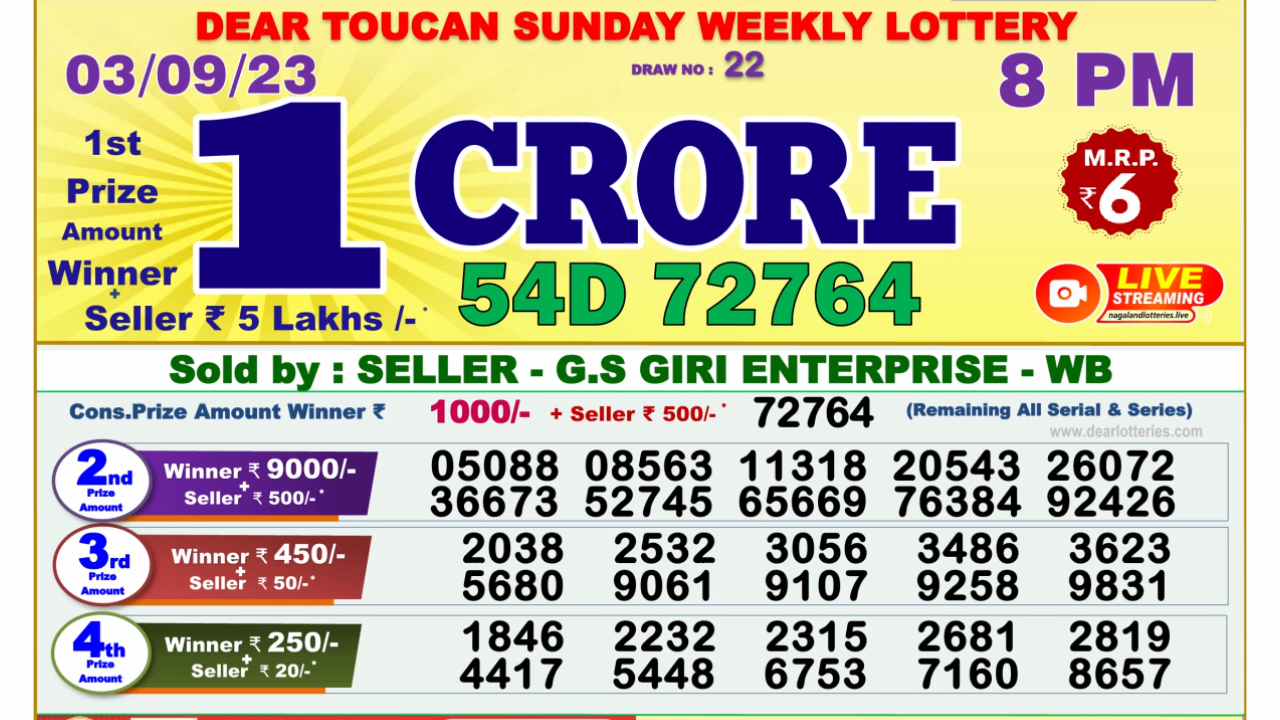 DEAR TOUCAN SUNDAY WEEKLY LOTTERY
03/09/23
DRAW NO : 22
8 PM
1st
Prize
Amount
Winner
+
Seller ₹ 5 Lakhs /-*
1 CRORE
54D 72764
M.R.P.
₹6
LIVE
STREAMING
nagalandlotteries.live
Sold by : SELLER - G.S GIRI ENTERPRISE - WB
Cons.Prize Amount Winner ₹ 1000/- + Seller ₹ 500/-* 72764 (Remaining All Serial & Series)
www.dearlotteries.com
2nd
Prize
Amount
Winner ₹ 9000/-
+
Seller ₹ 500/-*
05088 08563 11318 20543 26072
36673 52745 65669 76384 92426
3rd
Prize
Amount
Winner ₹ 450/-
+
Seller ₹ 50/-*
2038 2532 3056 3486 3623
5680 9061 9107 9258 9831
4th
Prize
Amount
Winner ₹ 250/-
+
Seller ₹ 20/-*
1846 2232 2315 2681 2819
4417 5448 6753 7160 8657